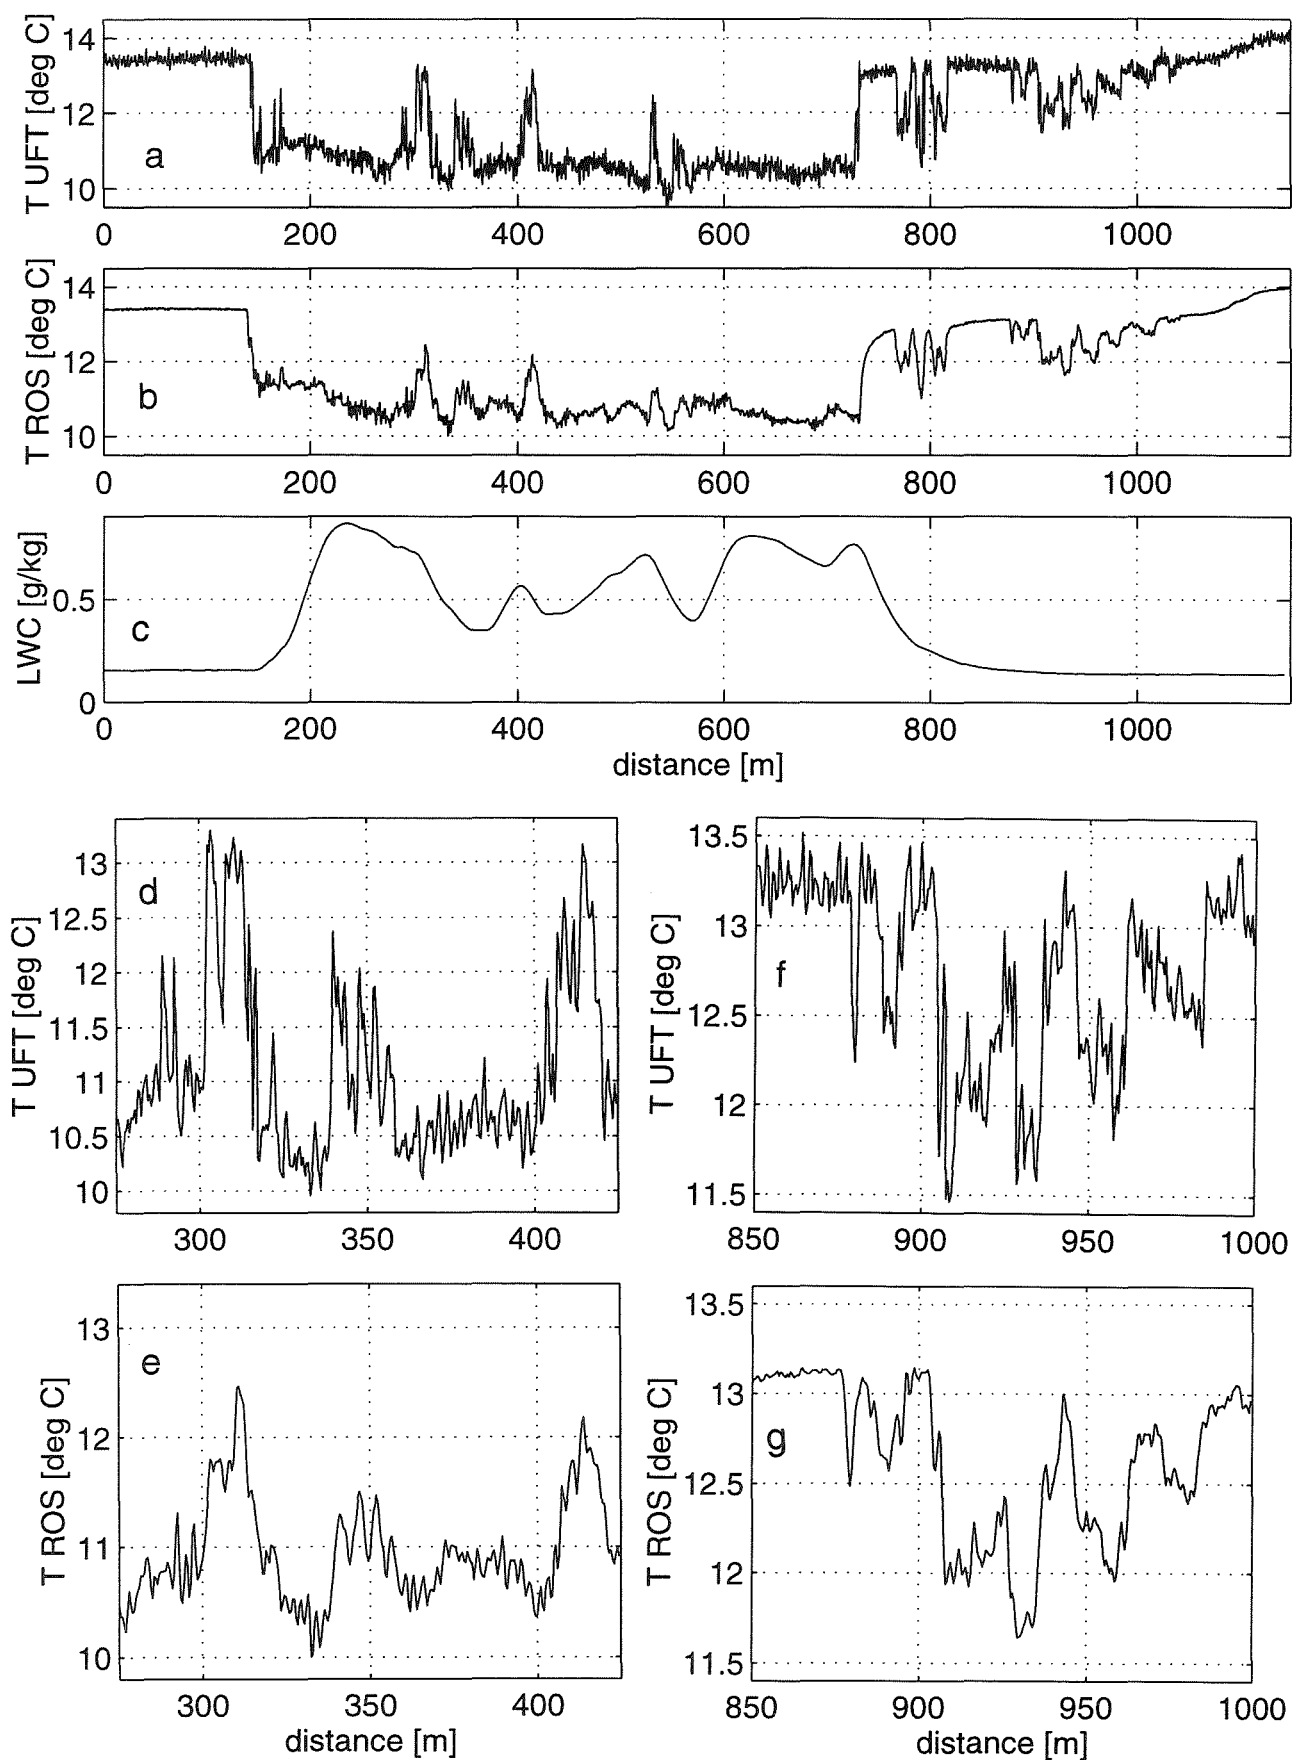 T UFT [deg C]
14
12
10
a
0 200 400 600 800 1000
T ROS [deg C]
14
12
10
b
0 200 400 600 800 1000
LWC [g/kg]
0.5
0
c
0 200 400 600 800 1000
distance [m]
T UFT [deg C]
13
12.5
12
11.5
11
10.5
10
d
300 350 400
T UFT [deg C]
13.5
13
12.5
12
11.5
f
850 900 950 1000
T ROS [deg C]
13
12
11
10
e
300 350 400
distance [m]
T ROS [deg C]
13.5
13
12.5
12
11.5
g
850 900 950 1000
distance [m]